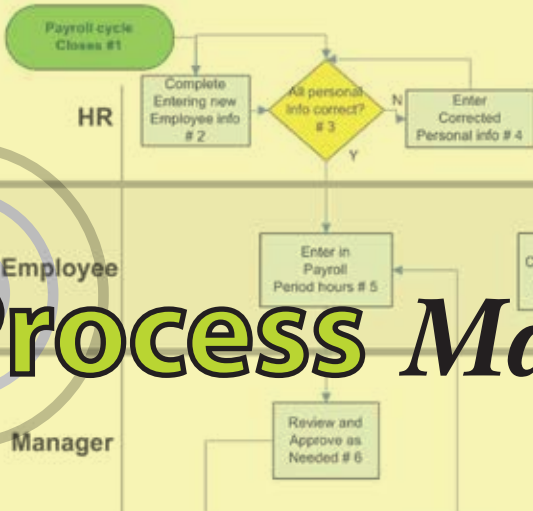 Payroll cycle
Closes #1
HR
Complete
Entering new
Employee info
# 2
All personal
Info correct?
# 3
N
Enter
Corrected
Personal info # 4
Y
Employee
Enter in
Payroll
Period hours # 5
Process Ma
Manager
Review and
Approve as
Needed # 6